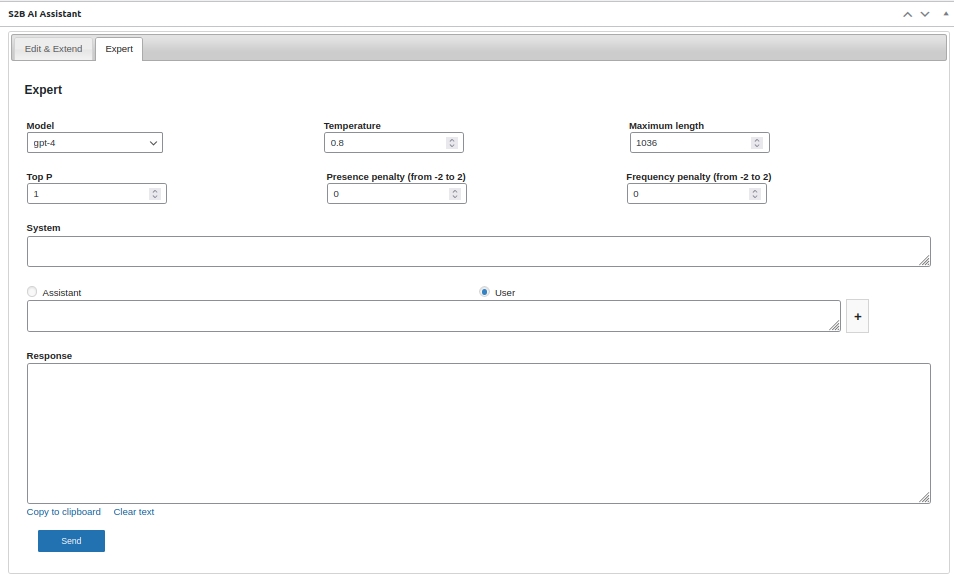 S2B AI Assistant
Edit & Extend Expert
Expert
Model Temperature Maximum length
gpt-4 0.8 1036
Top P Presence penalty (from -2 to 2) Frequency penalty (from -2 to 2)
1 0 0
System
Assistant User
+
Response
Copy to clipboard Clear text
Send